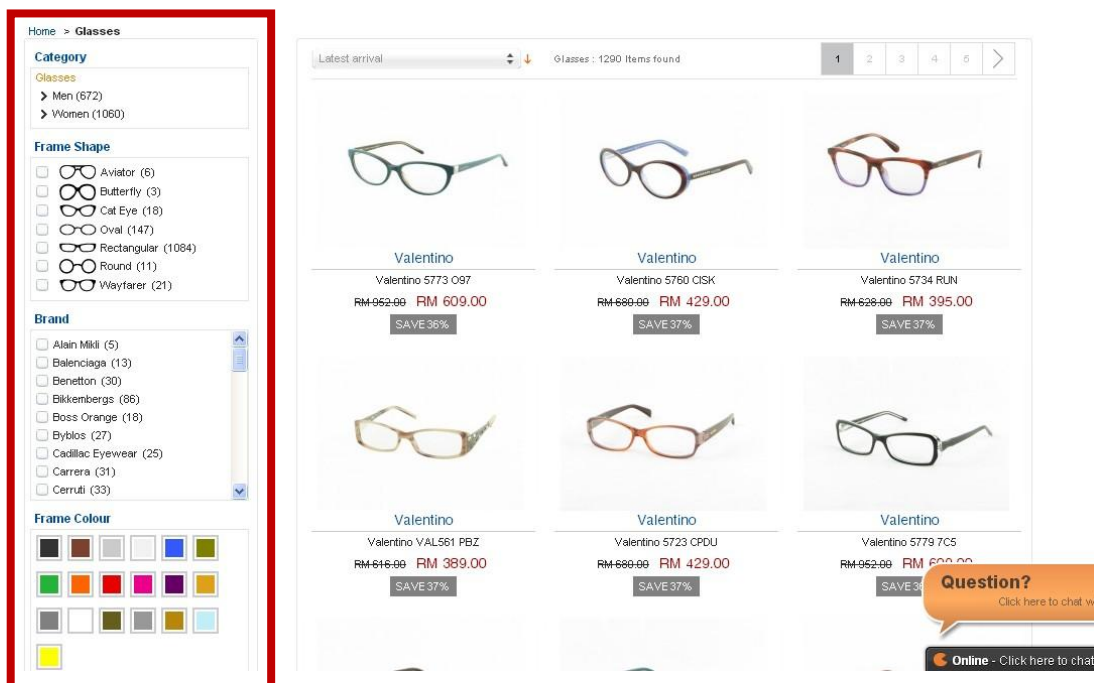 Home > Glasses
Category
Glasses
Men (672)
Women (1060)
Frame Shape
Aviator (6)
Butterfly (3)
Cat Eye (18)
Oval (147)
Rectangular (1084)
Round (11)
Wayfarer (21)
Brand
Alain Mikli (5)
Balenciaga (13)
Benetton (30)
Bikkembergs (86)
Boss Orange (18)
Byblos (27)
Cadillac Eyewear (25)
Carrera (31)
Cerruti (33)
Frame Colour
Latest arrival
Glasses : 1290 Items found
1 2 3 4 5
Valentino Valentino Valentino
Valentino 5773 O97 Valentino 5760 CISK Valentino 5734 RUN
RM 952.00 RM 609.00 RM 680.00 RM 429.00 RM 628.00 RM 395.00
SAVE 36% SAVE 37% SAVE 37%
Valentino Valentino Valentino
Valentino VAL561 PBZ Valentino 5723 CPDU Valentino 5779 7C5
RM 616.00 RM 389.00 RM 680.00 RM 429.00 RM 952.00 RM
SAVE 37% SAVE 37% SAVE
Question?
Click here to chat
Online - Click here to chat